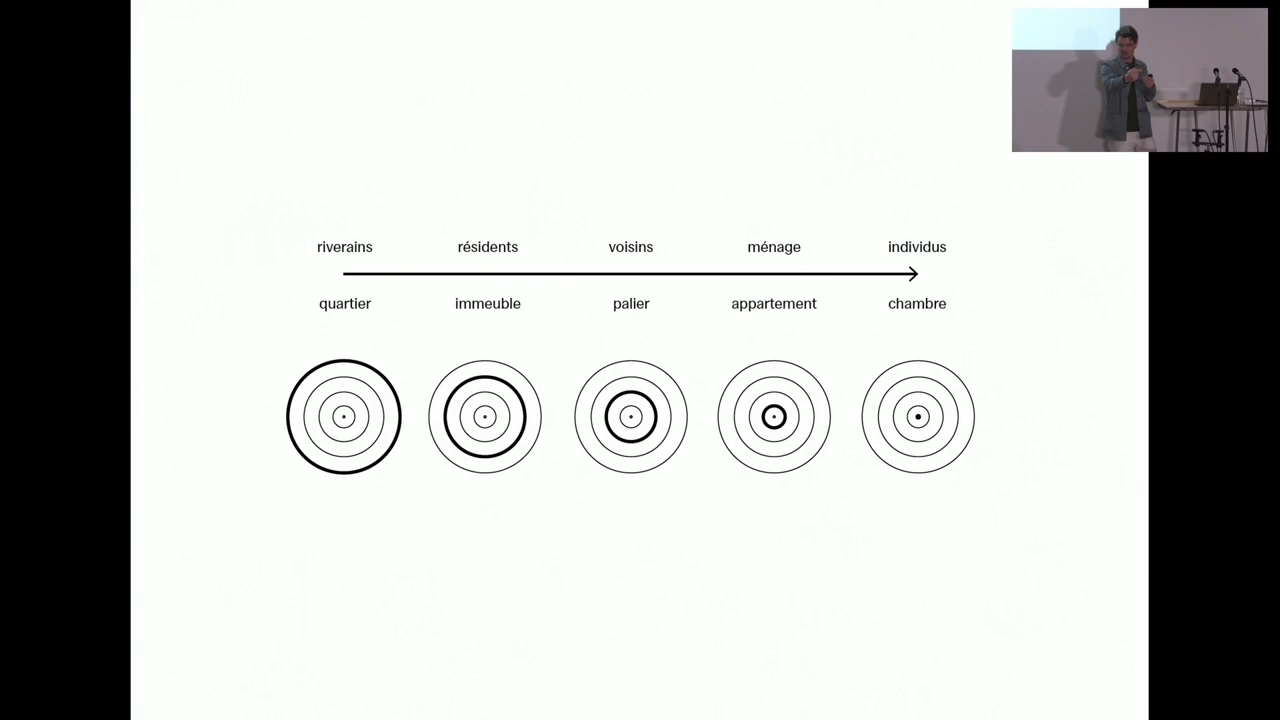 riverains résidents voisins ménage individus
quartier immeuble palier appartement chambre